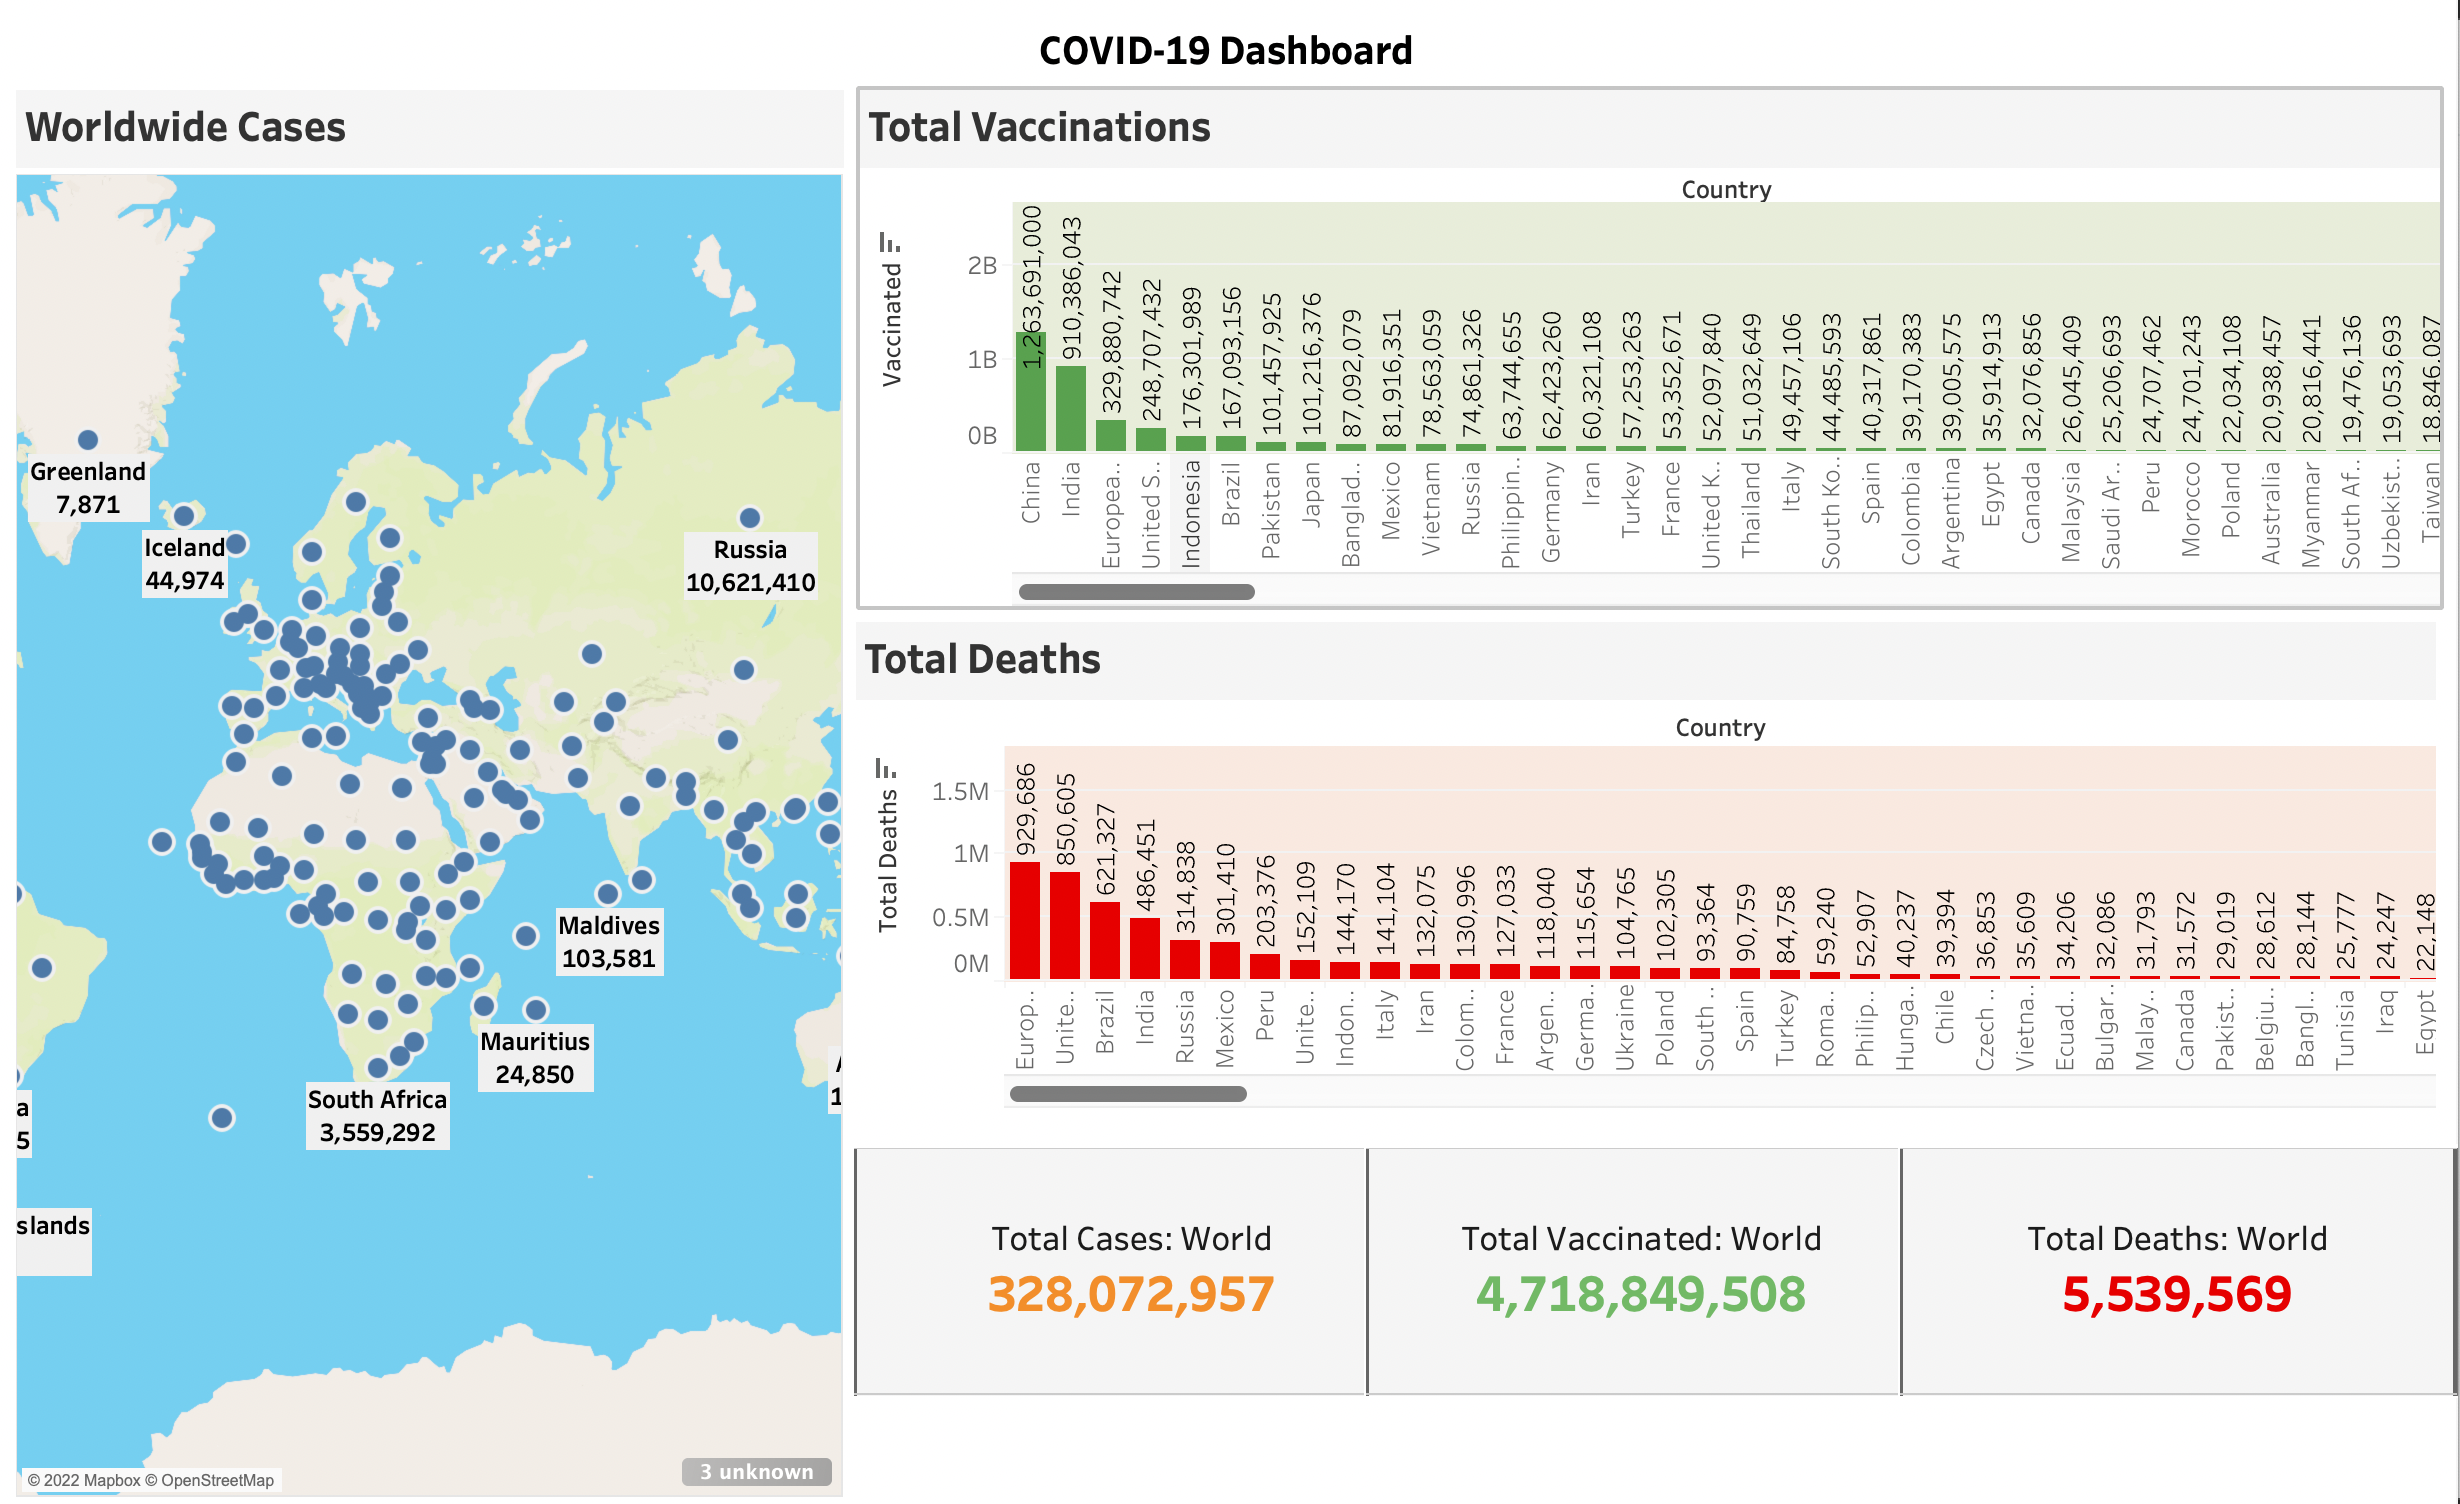 COVID-19 Dashboard
Worldwide Cases
Greenland
7,871
Iceland
44,974
Russia
10,621,410
Maldives
103,581
Mauritius
24,850
South Africa
3,559,292
a
5
slands
1
© 2022 Mapbox © OpenStreetMap
3 unknown
Total Vaccinations
Country
Vaccinated
2B
1B
0B
1,263,691,000
910,386,043
329,880,742
248,707,432
176,301,989
167,093,156
101,457,925
101,216,376
87,092,079
81,916,351
78,563,059
74,861,326
63,744,655
62,423,260
60,321,108
57,253,263
53,352,671
52,097,840
51,032,649
49,457,106
44,485,593
40,317,861
39,170,383
39,005,575
35,914,913
32,076,856
26,045,409
25,206,693
24,707,462
24,701,243
22,034,108
20,938,457
20,816,441
19,476,136
19,053,693
18,846,087
China
India
Europea..
United S..
Indonesia
Brazil
Pakistan
Japan
Banglad..
Mexico
Vietnam
Russia
Philippin..
Germany
Iran
Turkey
France
United K..
Thailand
Italy
South Ko..
Spain
Colombia
Argentina
Egypt
Canada
Malaysia
Saudi Ar..
Peru
Morocco
Poland
Australia
Myanmar
South Af..
Uzbekist..
Taiwan
Total Deaths
Country
Total Deaths
1.5M
1M
0.5M
0M
929,686
850,605
621,327
486,451
314,838
301,410
203,376
152,109
144,170
141,104
132,075
130,996
127,033
118,040
115,654
104,765
102,305
93,364
90,759
84,758
59,240
52,907
40,237
39,394
36,853
35,609
34,206
32,086
31,793
31,572
29,019
28,612
28,144
25,777
24,247
22,148
Europ..
Unite..
Brazil
India
Russia
Mexico
Peru
Unite..
Indon..
Italy
Iran
Colom..
France
Argen..
Germa..
Ukraine
Poland
South ..
Spain
Turkey
Roma..
Philip..
Hunga..
Chile
Czech ..
Vietna..
Ecuad..
Bulgar..
Malay..
Canada
Pakist..
Belgiu..
Bangl..
Tunisia
Iraq
Egypt
Total Cases: World
328,072,957
Total Vaccinated: World
4,718,849,508
Total Deaths: World
5,539,569